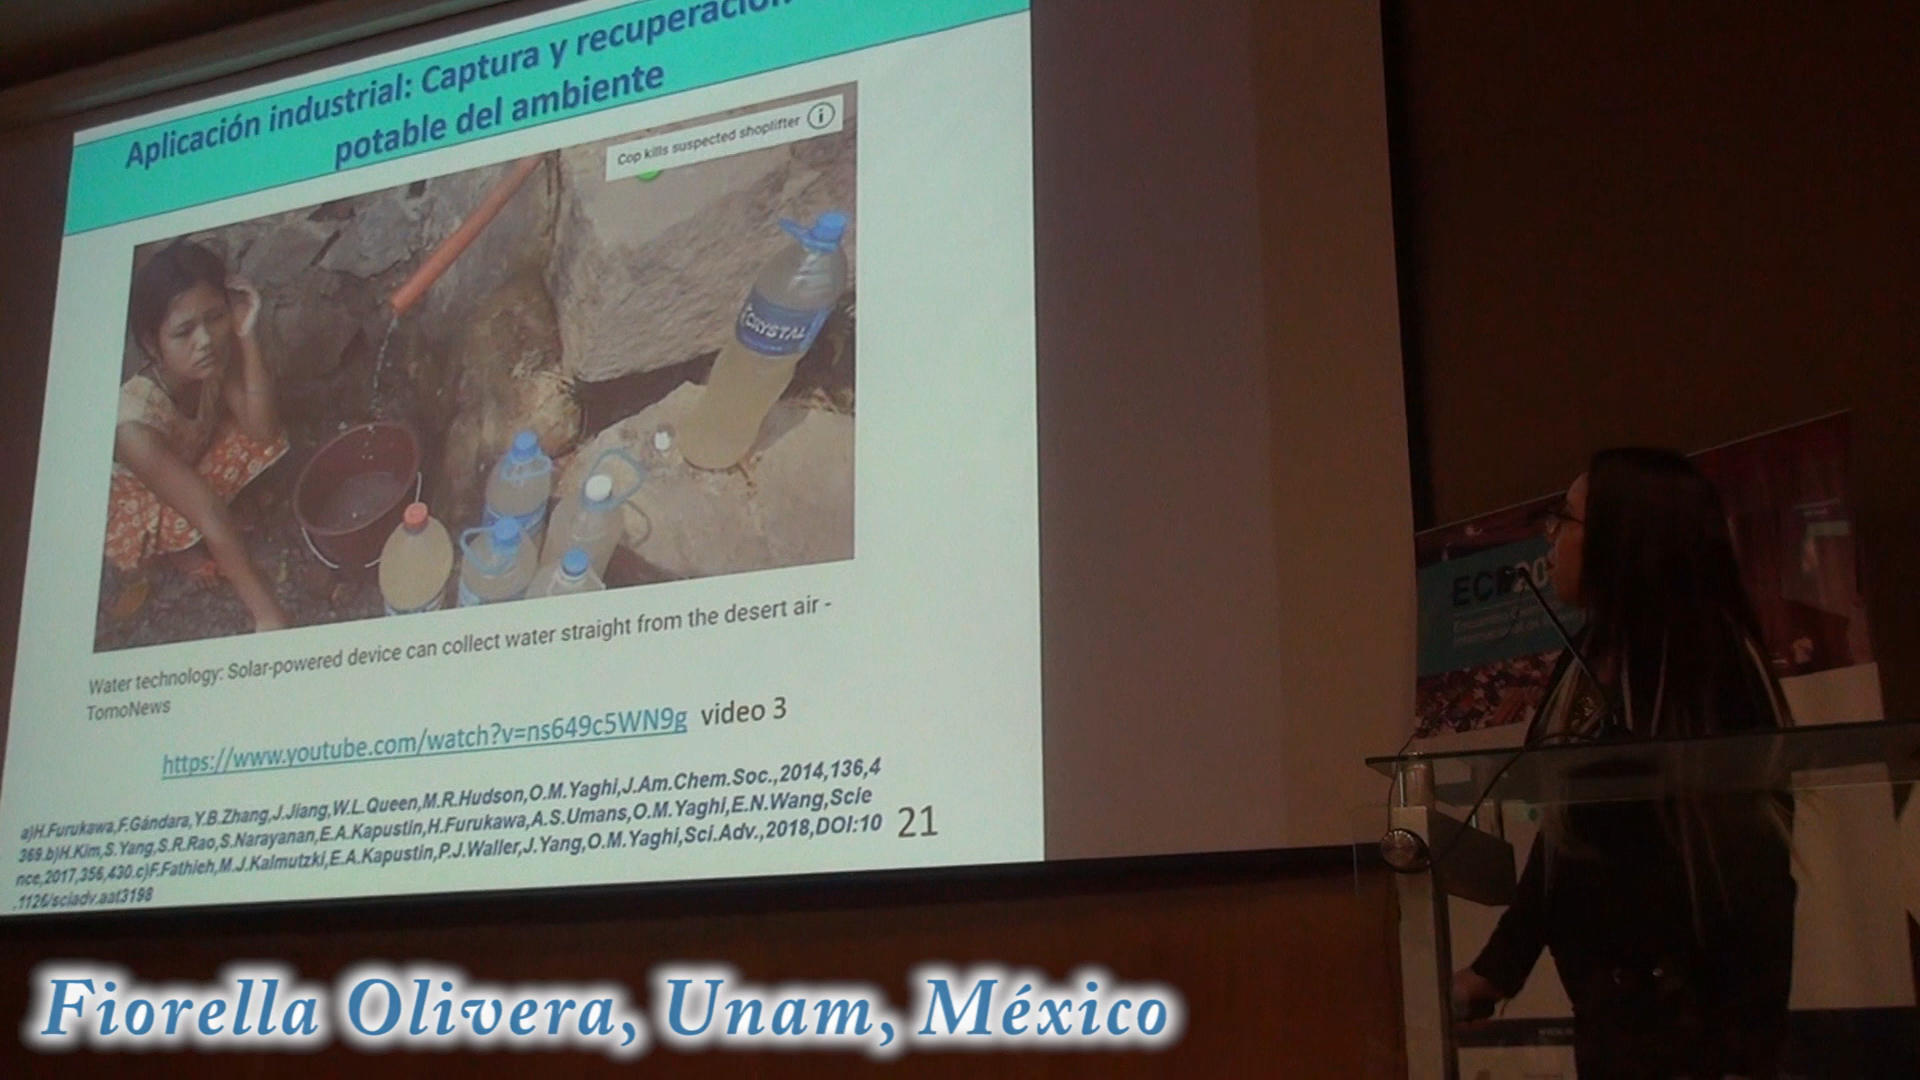 Aplicación industrial: Captura y recuperación
potable del ambiente
Cop kills suspected shoplifter
CRYSTAL
Water technology: Solar-powered device can collect water straight from the desert air -
TomoNews
https://www.youtube.com/watch?v=ns649c5WN9g video 3
a)H.Furukawa,F.Gándara,Y.B.Zhang,J.Jiang,W.L.Queen,M.R.Hudson,O.M.Yaghi,J.Am.Chem.Soc.,2014,136,4
369.b)H.Kim,S.Yang,S.R.Rao,S.Narayanan,E.A.Kapustin,H.Furukawa,A.S.Umans,O.M.Yaghi,E.N.Wang,Scie
nce,2017,356,430.c)F.Fathieh,M.J.Kalmutzki,E.A.Kapustin,P.J.Waller,J.Yang,O.M.Yaghi,Sci.Adv.,2018,DOI:10
.1126/sciadv.aat3198
21
Fiorella Olivera, Unam, México